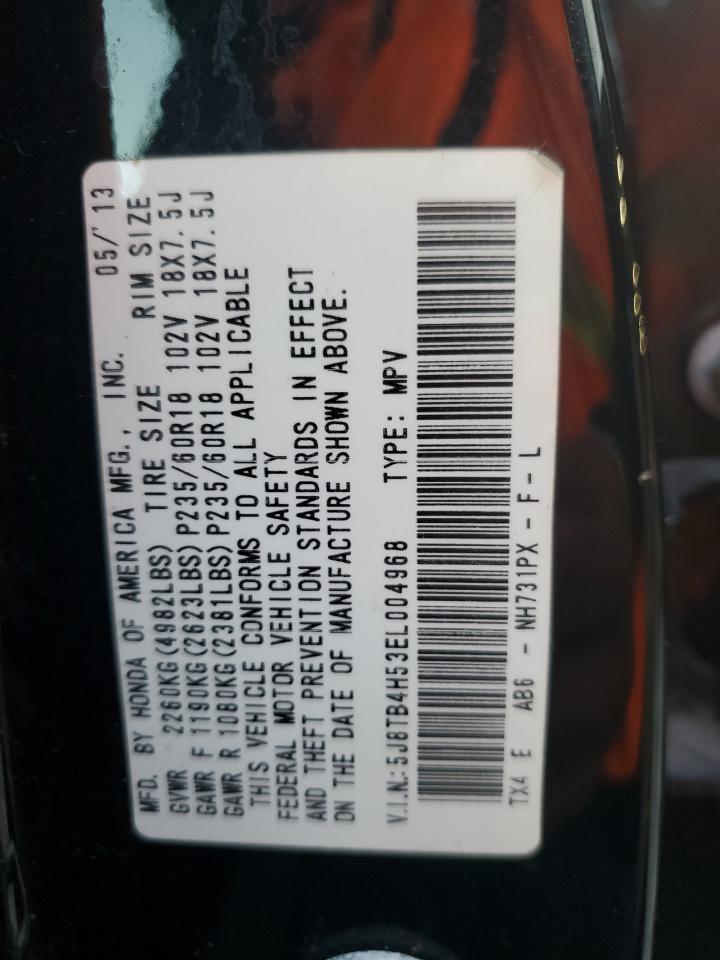 MFD. BY HONDA OF AMERICA MFG., INC. 05/'13
GVWR 2260KG(4982LBS) TIRE SIZE RIM SIZE
GAWR F 1190KG(2623LBS)P235/60R18 102V 18X7.5J
GAWR R 1080KG(2381LBS)P235/60R18 102V 18X7.5J
THIS VEHICLE CONFORMS TO ALL APPLICABLE
FEDERAL MOTOR VEHICLE SAFETY
AND THEFT PREVENTION STANDARDS IN EFFECT
ON THE DATE OF MANUFACTURE SHOWN ABOVE.
V.I.N.: 5J8TB4H53EL004968 TYPE: MPV
TX4 E AB6 - NH731PX - F - L